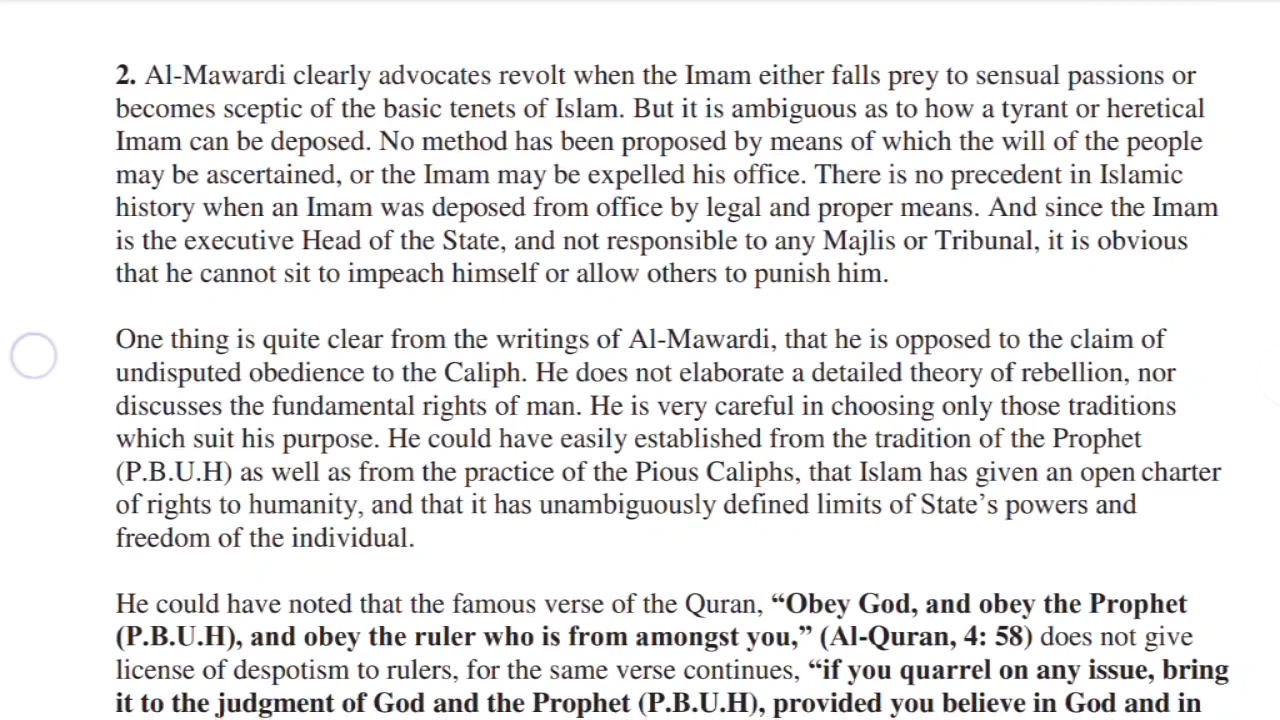 2. Al-Mawardi clearly advocates revolt when the Imam either falls prey to sensual passions or
becomes sceptic of the basic tenets of Islam. But it is ambiguous as to how a tyrant or heretical
Imam can be deposed. No method has been proposed by means of which the will of the people
may be ascertained, or the Imam may be expelled his office. There is no precedent in Islamic
history when an Imam was deposed from office by legal and proper means. And since the Imam
is the executive Head of the State, and not responsible to any Majlis or Tribunal, it is obvious
that he cannot sit to impeach himself or allow others to punish him.
One thing is quite clear from the writings of Al-Mawardi, that he is opposed to the claim of
undisputed obedience to the Caliph. He does not elaborate a detailed theory of rebellion, nor
discusses the fundamental rights of man. He is very careful in choosing only those traditions
which suit his purpose. He could have easily established from the tradition of the Prophet
(P.B.U.H) as well as from the practice of the Pious Caliphs, that Islam has given an open charter
of rights to humanity, and that it has unambiguously defined limits of State’s powers and
freedom of the individual.
He could have noted that the famous verse of the Quran, “Obey God, and obey the Prophet
(P.B.U.H), and obey the ruler who is from amongst you,” (Al-Quran, 4: 58) does not give
license of despotism to rulers, for the same verse continues, “if you quarrel on any issue, bring
it to the judgment of God and the Prophet (P.B.U.H), provided you believe in God and in